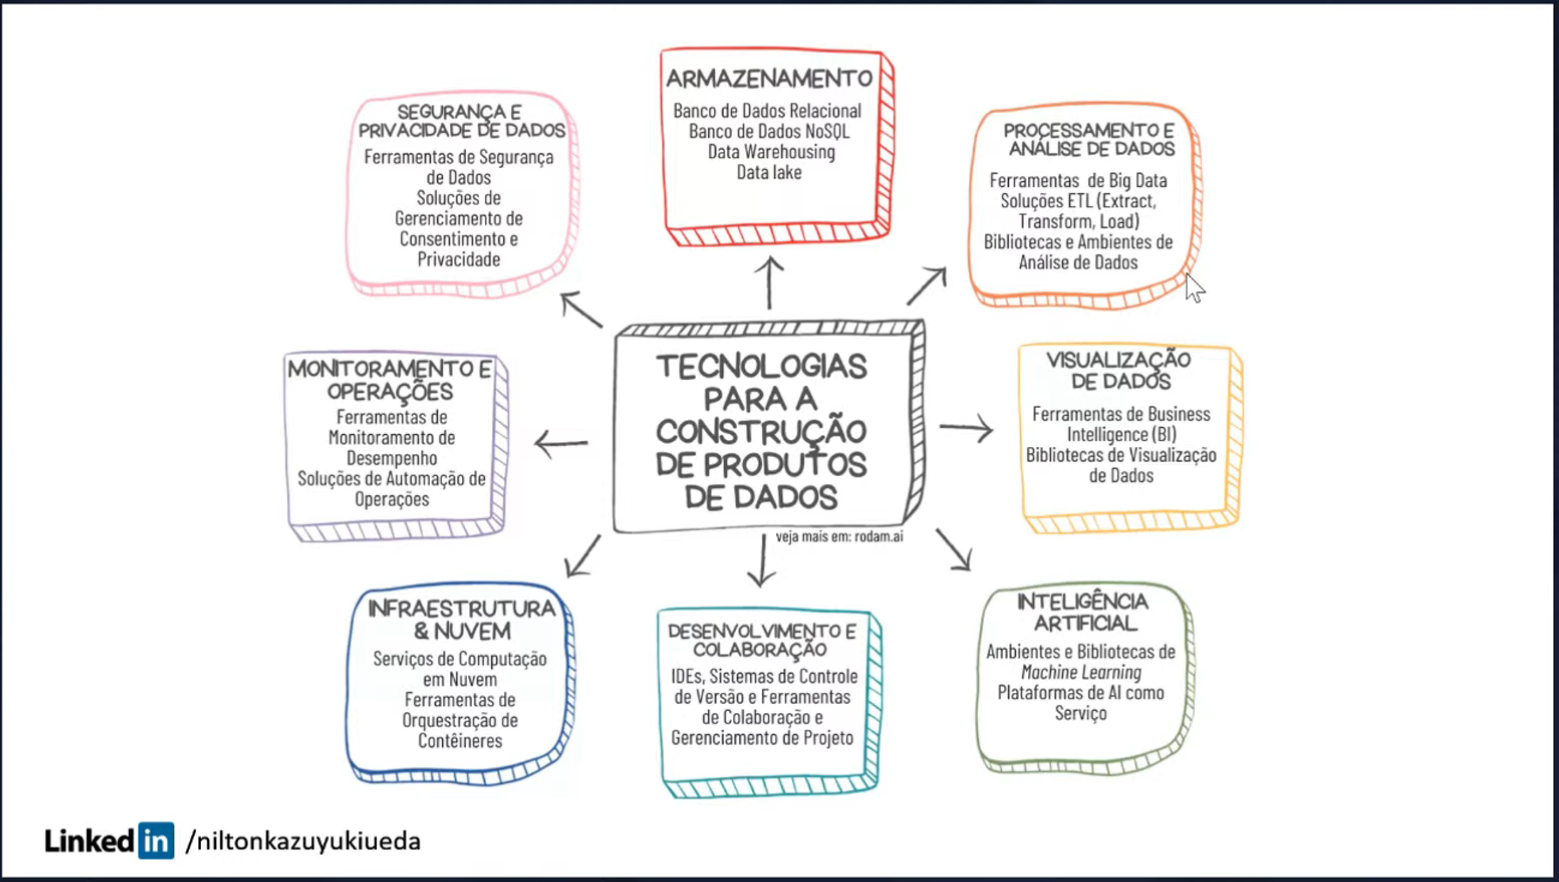 ARMAZENAMENTO
Banco de Dados Relacional
Banco de Dados NoSQL
Data Warehousing
Data lake
SEGURANÇA E
PRIVACIDADE DE DADOS
Ferramentas de Segurança
de Dados
Soluções de
Gerenciamento de
Consentimento e
Privacidade
PROCESSAMENTO E
ANÁLISE DE DADOS
Ferramentas de Big Data
Soluções ETL (Extract,
Transform, Load)
Bibliotecas e Ambientes de
Análise de Dados
MONITORAMENTO E
OPERAÇÕES
Ferramentas de
Monitoramento de
Desempenho
Soluções de Automação de
Operações
TECNOLOGIAS
PARA A
CONSTRUÇÃO
DE PRODUTOS
DE DADOS
veja mais em: rodam.ai
VISUALIZAÇÃO
DE DADOS
Ferramentas de Business
Intelligence (BI)
Bibliotecas de Visualização
de Dados
INFRAESTRUTURA
& NUVEM
Serviços de Computação
em Nuvem
Ferramentas de
Orquestração de
Contêineres
DESENVOLVIMENTO E
COLABORAÇÃO
IDEs, Sistemas de Controle
de Versão e Ferramentas
de Colaboração e
Gerenciamento de Projeto
INTELIGÊNCIA
ARTIFICIAL
Ambientes e Bibliotecas de
Machine Learning
Plataformas de AI como
Serviço
Linked in /niltonkazuyukiueda